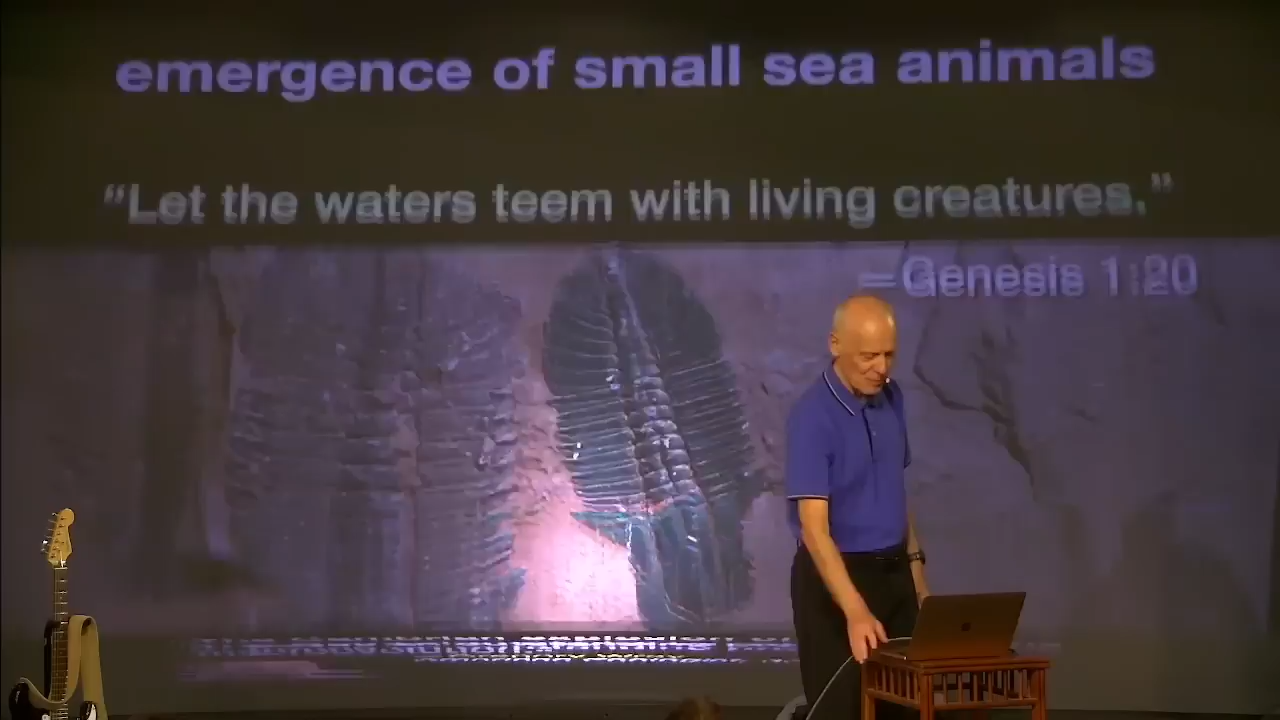 emergence of small sea animals
“Let the waters teem with living creatures.”
—Genesis 1:20